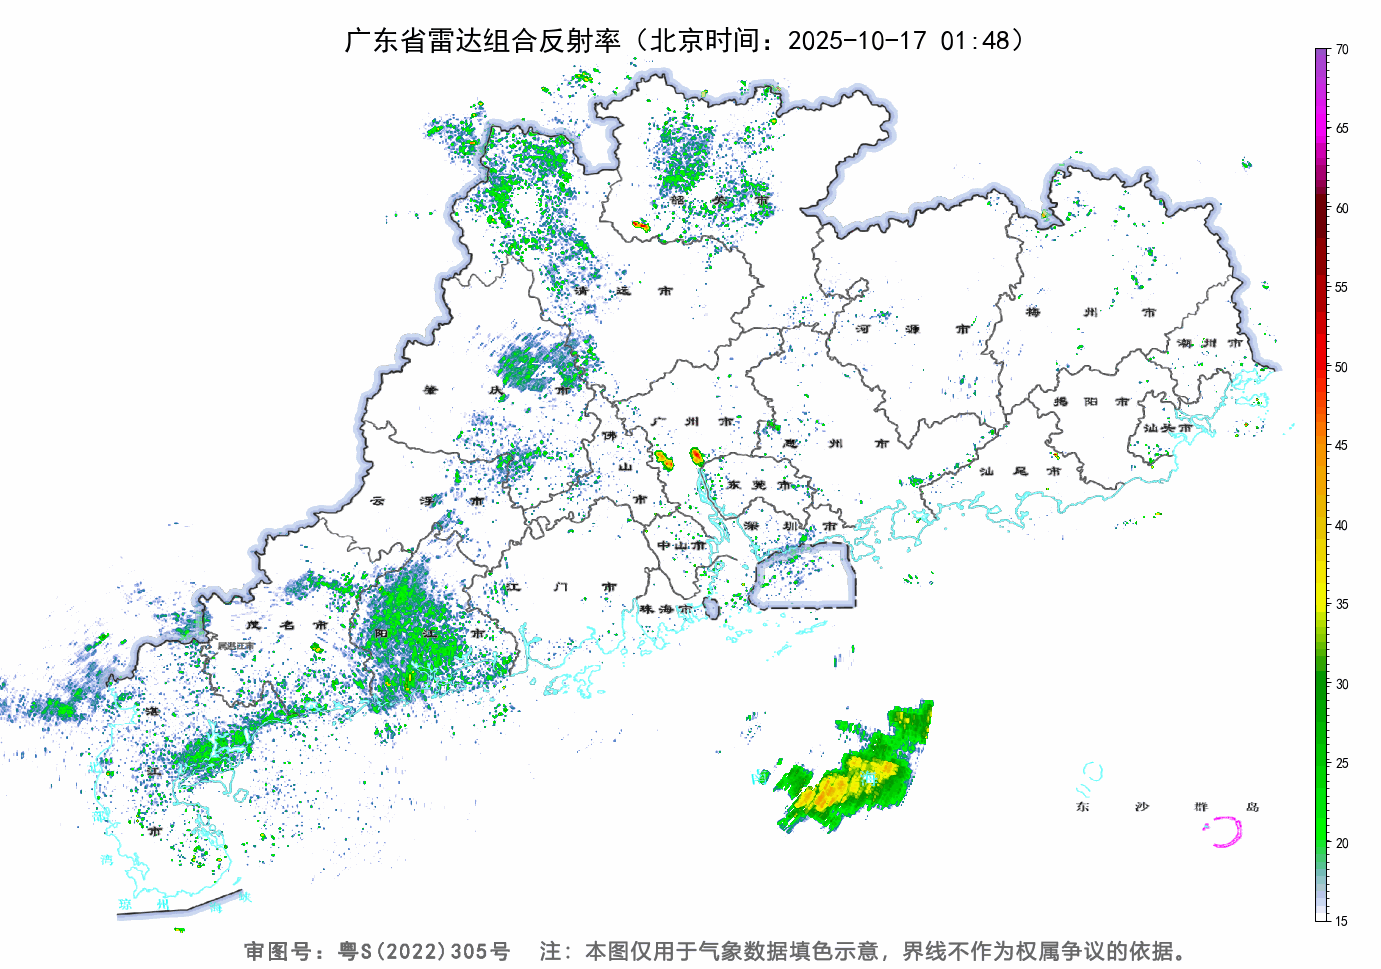 广东省雷达组合反射率（北京时间：2025-10-17 01:48）
70
65
60
55
50
45
40
35
30
25
20
15
韶关市
清远市
河源市
梅州市
潮州市
肇庆市
广州市
惠州市
揭阳市
汕头市
佛山市
云浮市
东莞市
汕尾市
深圳市
中山市
江门市
珠海市
茂名市
阳江市
湛江市
湾
琼州海峡
东沙群岛
审图号：粤S(2022)305号 注：本图仅用于气象数据填色示意，界线不作为权属争议的依据。